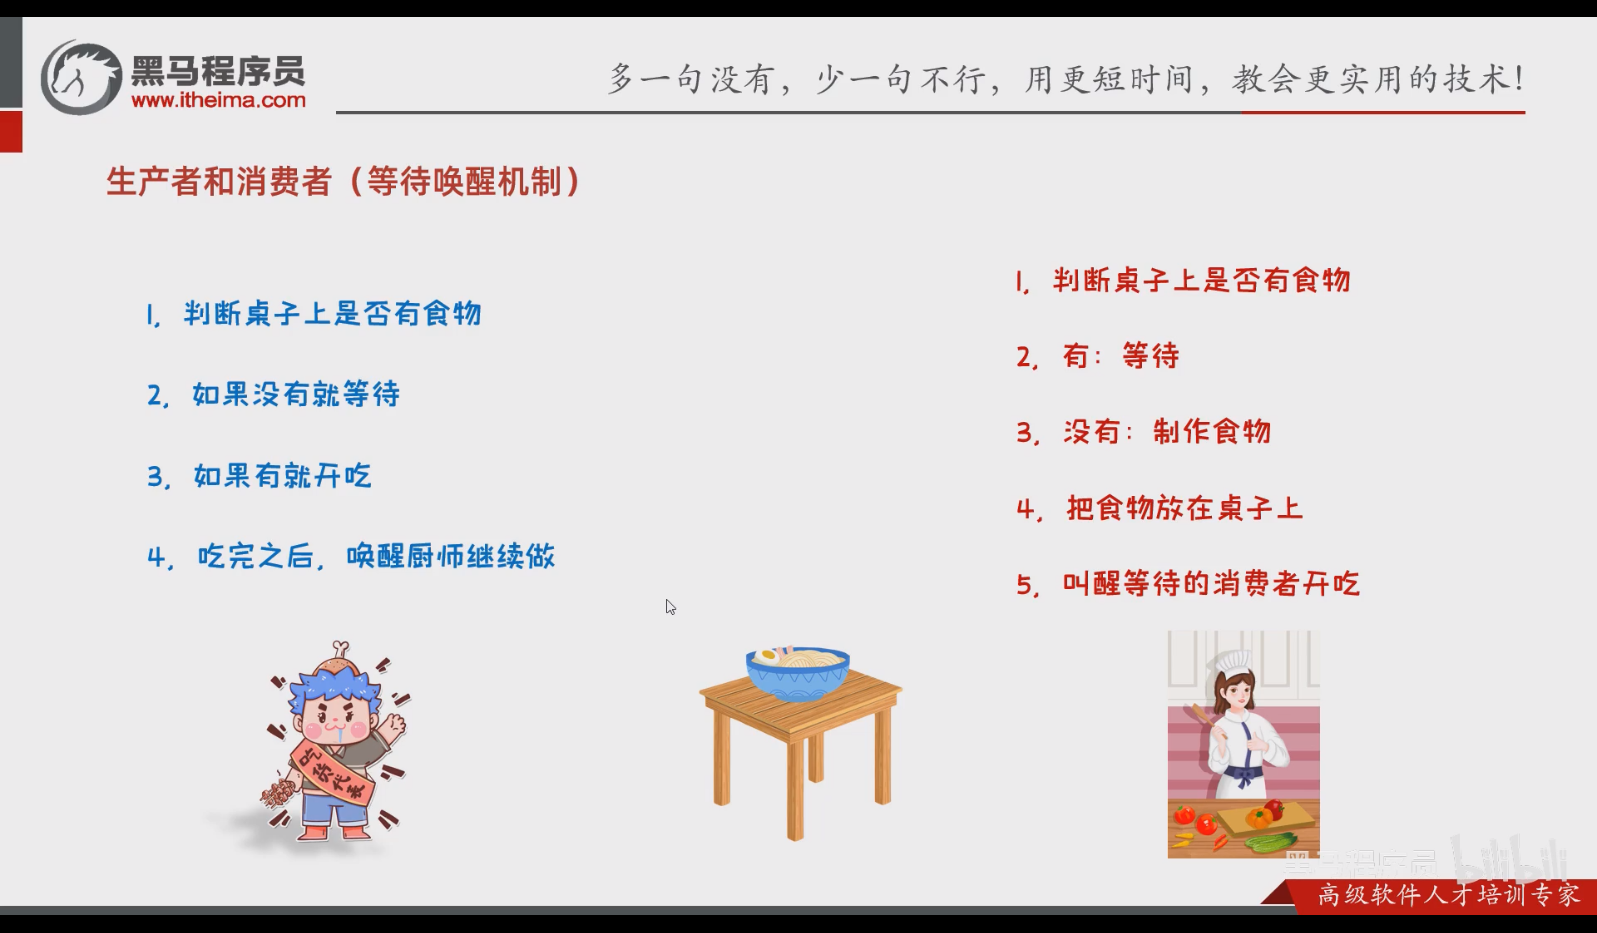 黑马程序员
www.itheima.com
多一句没有，少一句不行，用更短时间，教会更实用的技术！
生产者和消费者（等待唤醒机制）
1，判断桌子上是否有食物
2，如果没有就等待
3，如果有就开吃
4，吃完之后，唤醒厨师继续做
1，判断桌子上是否有食物
2，有：等待
3，没有：制作食物
4，把食物放在桌子上
5，叫醒等待的消费者开吃
吃货代表
黑马程序员 bilibili
高级软件人才培训专家